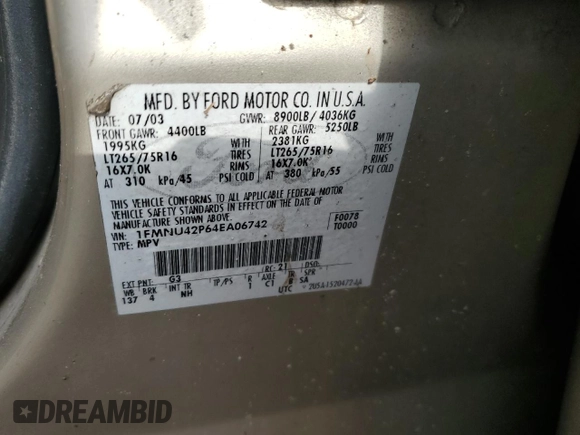 MFD. BY FORD MOTOR CO. IN U.S.A.
DATE: 07/03 GVWR: 8900LB/ 4036KG
FRONT GAWR: 4400LB REAR GAWR: 5250LB
1995KG WITH 2381KG WITH
LT265/75R16 TIRES LT265/75R16 TIRES
16X7.0K RIMS 16X7.0K RIMS
AT 310 kPa/45 PSI COLD AT 380 kPa/55 PSI COLD
THIS VEHICLE CONFORMS TO ALL APPLICABLE FEDERAL MOTOR
VEHICLE SAFETY STANDARDS IN EFFECT ON THE DATE OF
MANUFACTURE SHOWN ABOVE.
VIN: 1FMNU42P64EA06742 F0078
TYPE: MPV T0000
EXT PNT: G3 RC: 21 DSO:
WB BRK INT TR TP/PS R AXLE TR SPR
137 4 NH 1 C1 B SA
UTC
DREAMBID